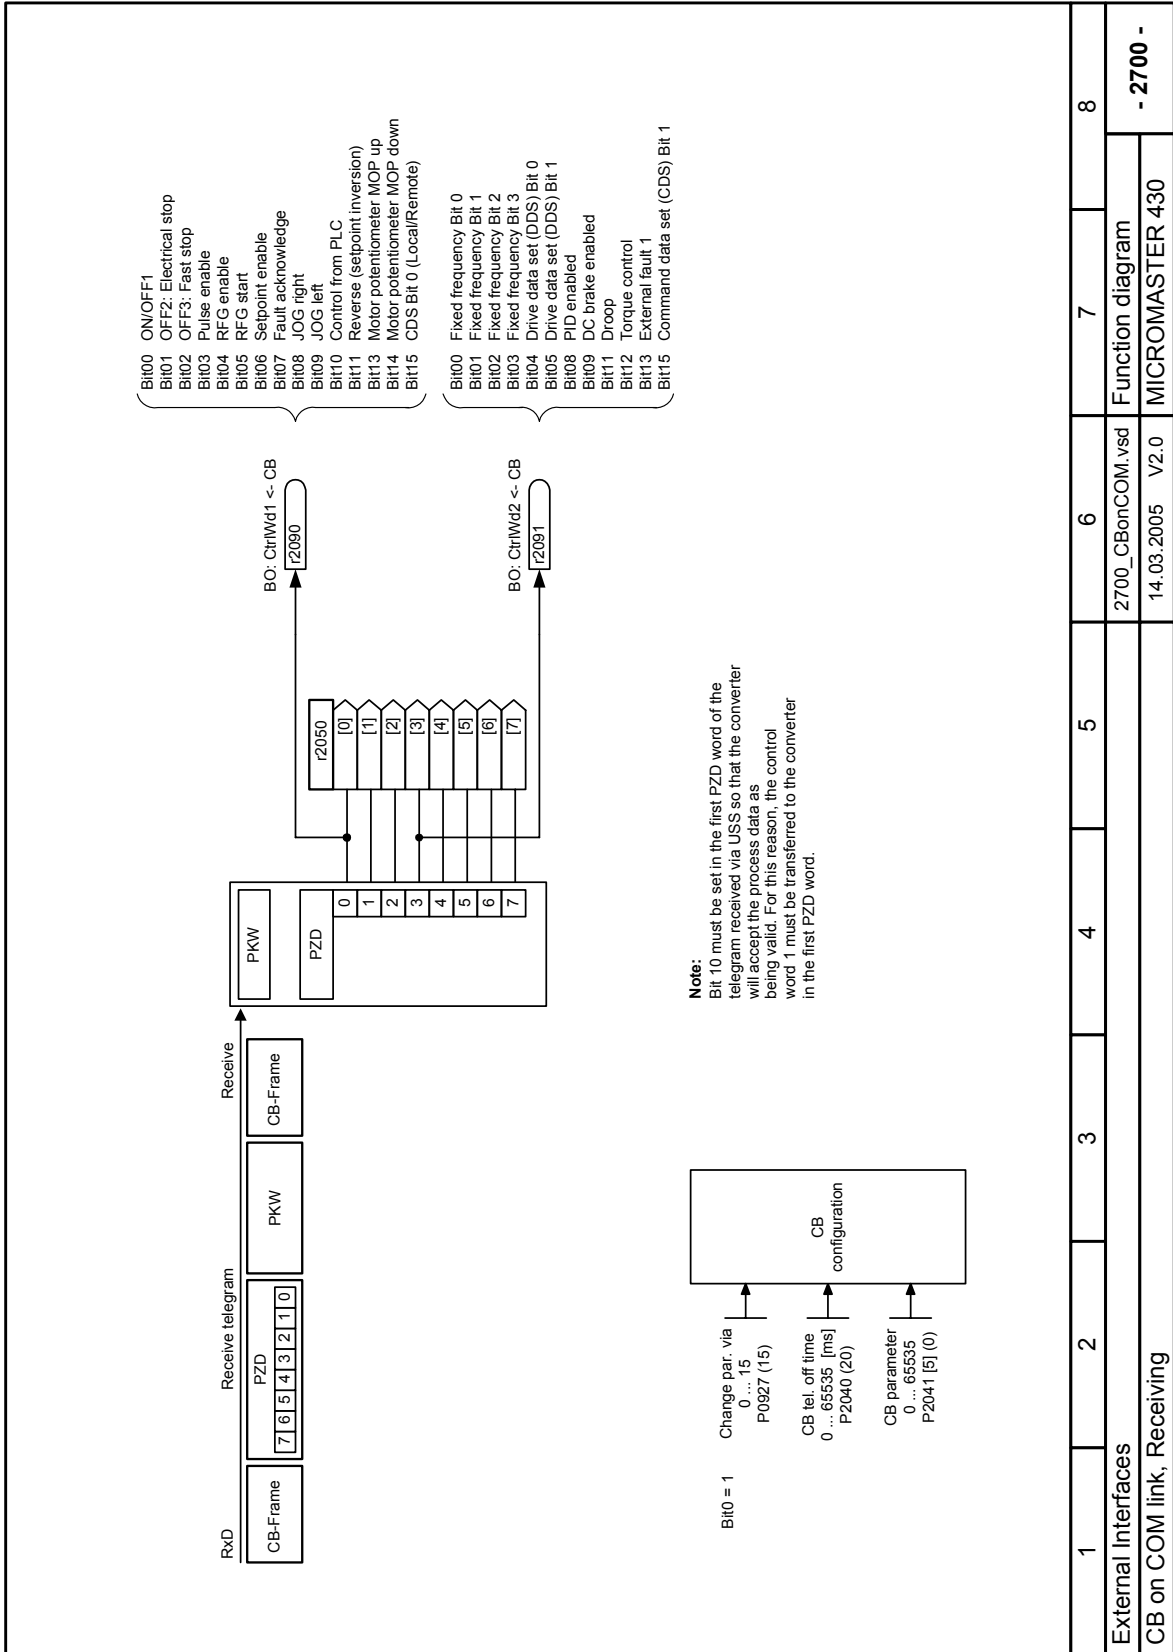 RxD
Receive telegram
Receive
CB-Frame
PZD
7 6 5 4 3 2 1 0
PKW
CB-Frame
PKW
PZD
0
1
2
3
4
5
6
7
r2050
[0]
[1]
[2]
[3]
[4]
[5]
[6]
[7]
BO: CtrlWd1 <- CB
r2090
Bit00 ON/OFF1
Bit01 OFF2: Electrical stop
Bit02 OFF3: Fast stop
Bit03 Pulse enable
Bit04 RFG enable
Bit05 RFG start
Bit06 Setpoint enable
Bit07 Fault acknowledge
Bit08 JOG right
Bit09 JOG left
Bit10 Control from PLC
Bit11 Reverse (setpoint inversion)
Bit13 Motor potentiometer MOP up
Bit14 Motor potentiometer MOP down
Bit15 CDS Bit 0 (Local/Remote)
BO: CtrlWd2 <- CB
r2091
Bit00 Fixed frequency Bit 0
Bit01 Fixed frequency Bit 1
Bit02 Fixed frequency Bit 2
Bit03 Fixed frequency Bit 3
Bit04 Drive data set (DDS) Bit 0
Bit05 Drive data set (DDS) Bit 1
Bit08 PID enabled
Bit09 DC brake enabled
Bit11 Droop
Bit12 Torque control
Bit13 External fault 1
Bit15 Command data set (CDS) Bit 1
Bit0 = 1
Change par. via
0 ... 15
P0927 (15)
CB tel. off time
0 ... 65535 [ms]
P2040 (20)
CB parameter
0 ... 65535
P2041 [5] (0)
CB
configuration
Note:
Bit 10 must be set in the first PZD word of the
telegram received via USS so that the converter
will accept the process data as
being valid. For this reason, the control
word 1 must be transferred to the converter
in the first PZD word.
1 2 3 4 5 6 7 8
External Interfaces
2700_CBonCOM.vsd
Function diagram
- 2700 -
CB on COM link, Receiving
14.03.2005 V2.0
MICROMASTER 430